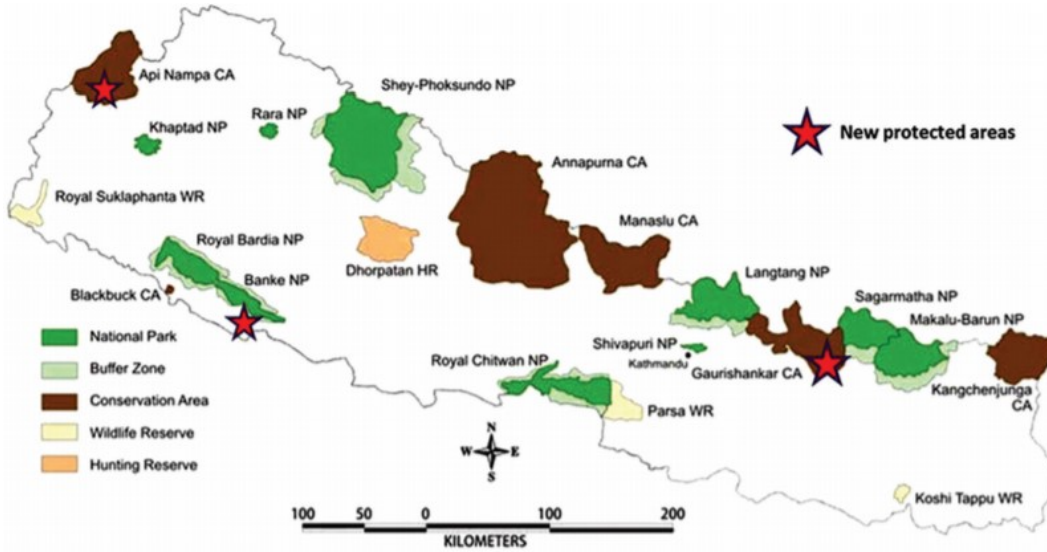 Api Nampa CA
Shey-Phoksundo NP
Rara NP
Khaptad NP
New protected areas
Annapurna CA
Royal Suklaphanta WR
Manaslu CA
Royal Bardia NP
Dhorpatan HR
Banke NP
Langtang NP
Blackbuck CA
Sagarmatha NP
Makalu-Barun NP
National Park
Shivapuri NP
Kathmandu
Royal Chitwan NP
Buffer Zone
Gaurishankar CA
Kangchenjunga
CA
Conservation Area
Parsa WR
Wildlife Reserve
N
W E
S
Hunting Reserve
Koshi Tappu WR
100 50 0 100 200
KILOMETERS